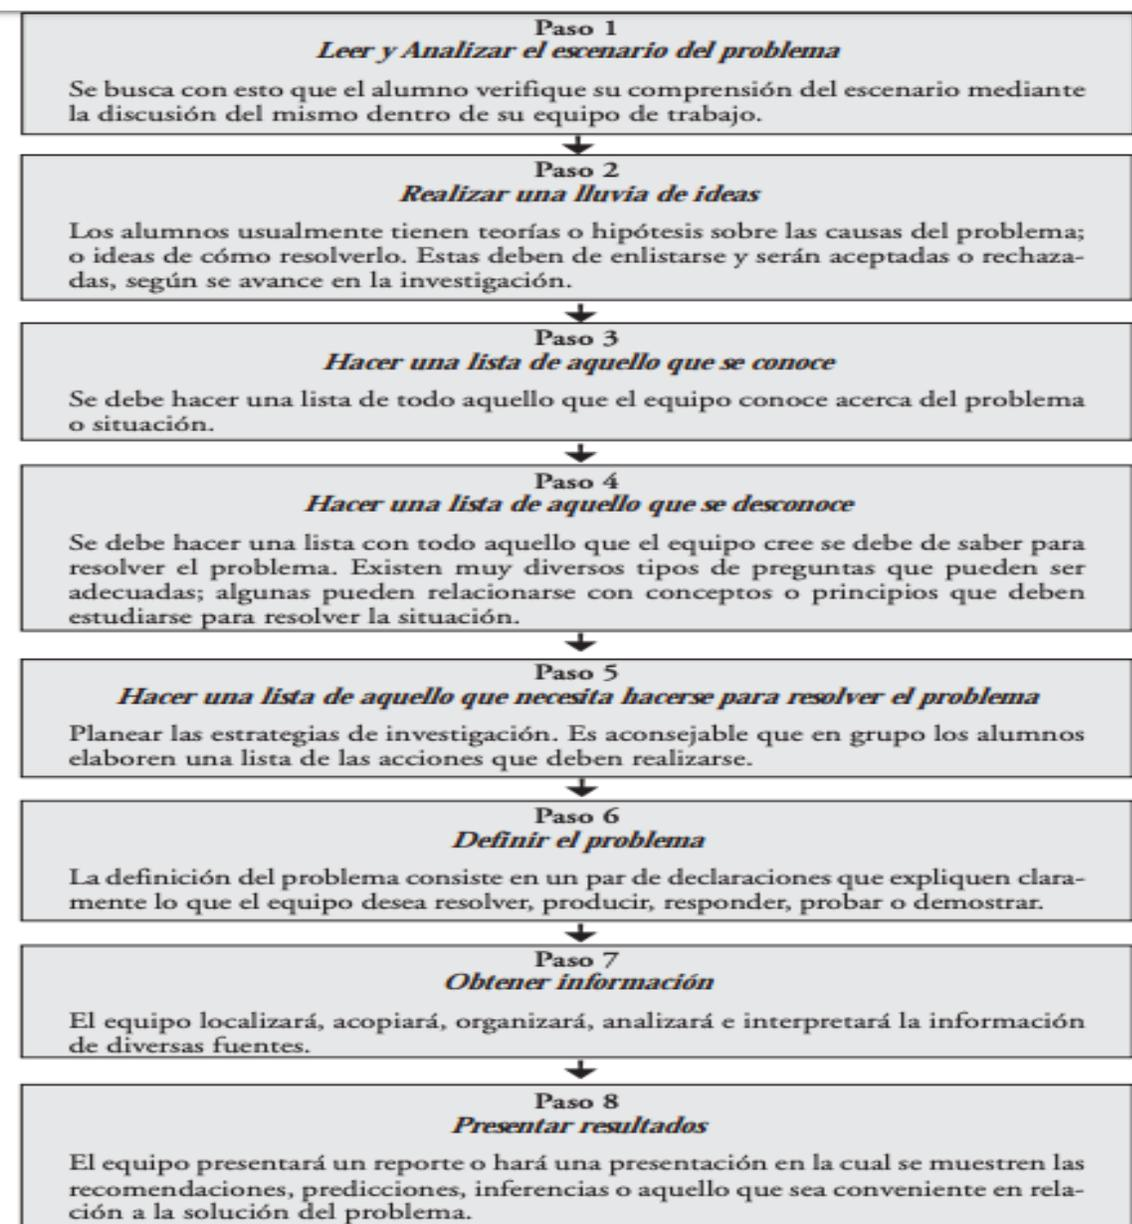 Paso 1
Leer y Analizar el escenario del problema
Se busca con esto que el alumno verifique su comprensión del escenario mediante
la discusión del mismo dentro de su equipo de trabajo.
Paso 2
Realizar una lluvia de ideas
Los alumnos usualmente tienen teorías o hipótesis sobre las causas del problema;
o ideas de cómo resolverlo. Estas deben de enlistarse y serán aceptadas o rechaza-
das, según se avance en la investigación.
Paso 3
Hacer una lista de aquello que se conoce
Se debe hacer una lista de todo aquello que el equipo conoce acerca del problema
o situación.
Paso 4
Hacer una lista de aquello que se desconoce
Se debe hacer una lista con todo aquello que el equipo cree se debe de saber para
resolver el problema. Existen muy diversos tipos de preguntas que pueden ser
adecuadas; algunas pueden relacionarse con conceptos o principios que deben
estudiarse para resolver la situación.
Paso 5
Hacer una lista de aquello que necesita hacerse para resolver el problema
Planear las estrategias de investigación. Es aconsejable que en grupo los alumnos
elaboren una lista de las acciones que deben realizarse.
Paso 6
Definir el problema
La definición del problema consiste en un par de declaraciones que expliquen clara-
mente lo que el equipo desea resolver, producir, responder, probar o demostrar.
Paso 7
Obtener información
El equipo localizará, acopiará, organizará, analizará e interpretará la información
de diversas fuentes.
Paso 8
Presentar resultados
El equipo presentará un reporte o hará una presentación en la cual se muestren las
recomendaciones, predicciones, inferencias o aquello que sea conveniente en rela-
ción a la solución del problema.